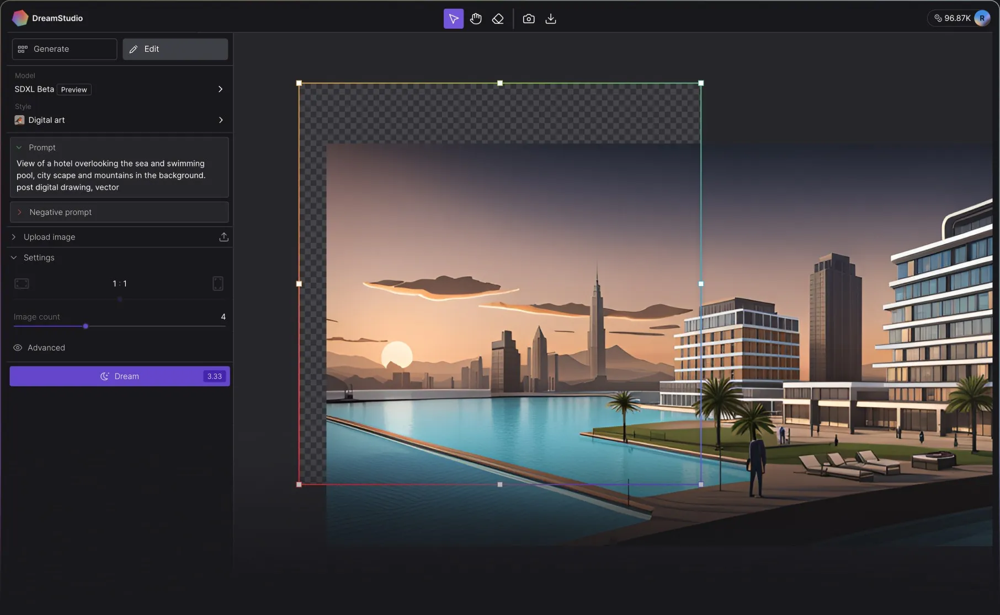 DreamStudio
96.87K
R
Generate
Edit
Model
SDXL Beta Preview
Style
Digital art
Prompt
View of a hotel overlooking the sea and swimming
pool, city scape and mountains in the background.
post digital drawing, vector
Negative prompt
Upload image
Settings
1 : 1
Image count 4
Advanced
Dream 3.33